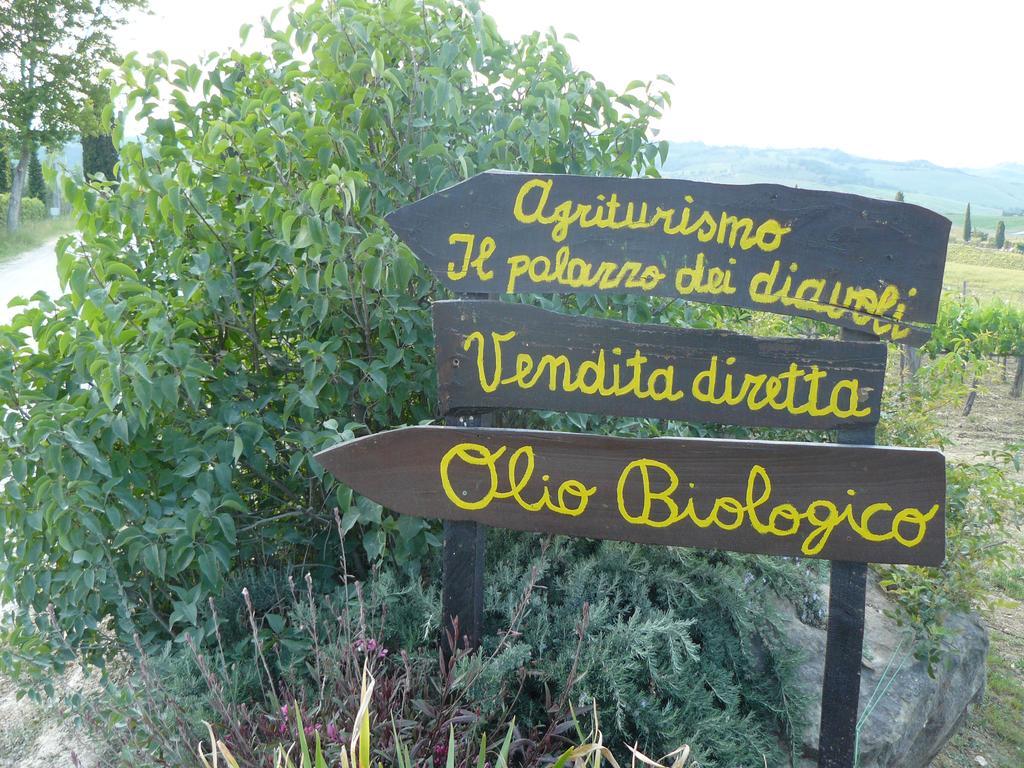 Agriturismo
Il palazzo dei diavoli
Vendita diretta
Olio Biologico